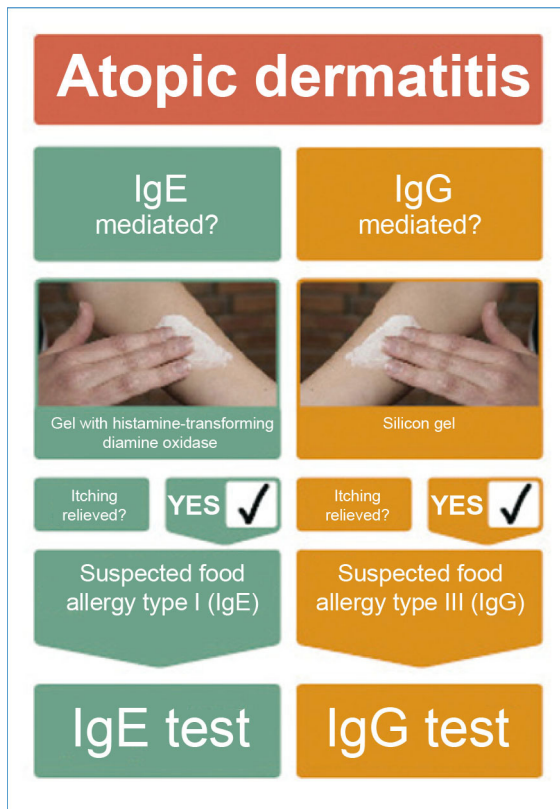 Atopic dermatitis
IgE
mediated?
IgG
mediated?
Gel with histamine-transforming
diamine oxidase
Silicon gel
Itching
relieved?
YES
Itching
relieved?
YES
Suspected food
allergy type I (IgE)
Suspected food
allergy type III (IgG)
IgE test
IgG test